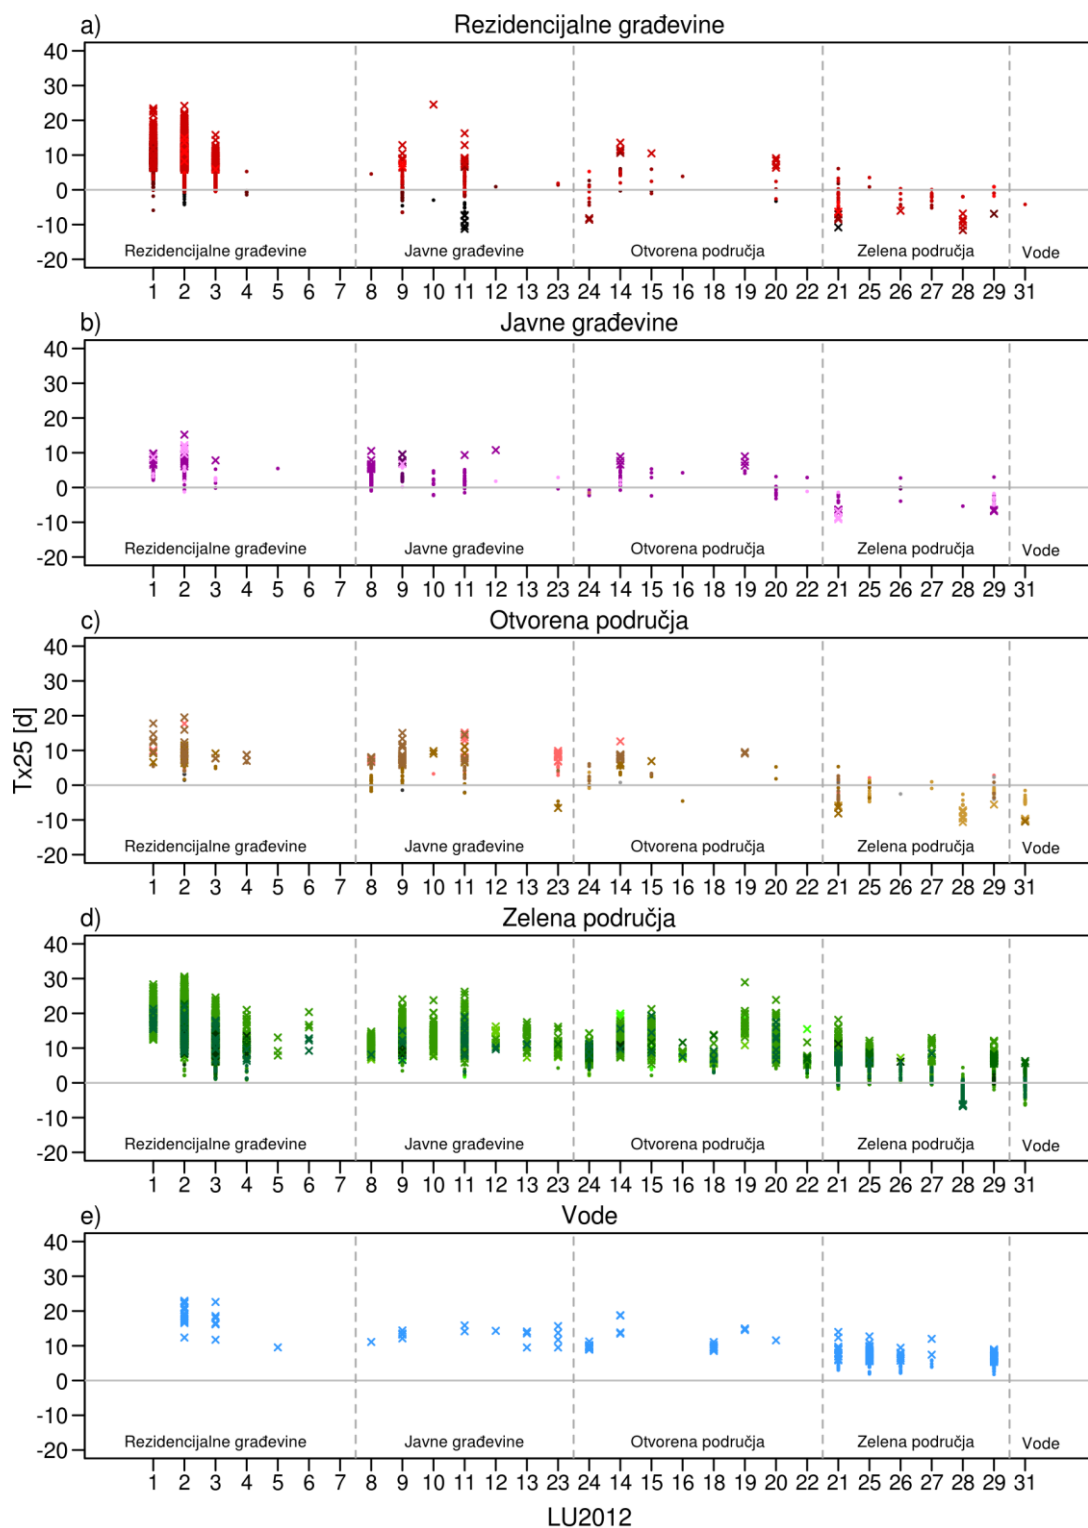 a) Rezidencijalne građevine
40
30
20
10
0
-10
-20
Rezidencijalne građevine Javne građevine Otvorena područja Zelena područja Vode
1 2 3 4 5 6 7 8 9 10 11 12 23 24 14 15 16 18 19 20 22 21 25 26 27 28 29 31
b) Javne građevine
40
30
20
10
0
-10
-20
Rezidencijalne građevine Javne građevine Otvorena područja Zelena područja Vode
1 2 3 4 5 6 7 8 9 10 11 12 13 23 24 14 15 16 18 19 20 22 21 25 26 27 28 29 31
c) Otvorena područja
Tx25 [d]
40
30
20
10
0
-10
-20
Rezidencijalne građevine Javne građevine Otvorena područja Zelena područja Vode
1 2 3 4 5 6 7 8 9 10 11 12 13 23 24 14 15 16 18 19 20 22 21 25 26 27 28 29 31
d) Zelena područja
40
30
20
10
0
-10
-20
Rezidencijalne građevine Javne građevine Otvorena područja Zelena područja Vode
1 2 3 4 5 6 7 8 9 10 11 12 13 23 24 14 15 16 18 19 20 22 21 25 26 27 28 29 31
e) Vode
40
30
20
10
0
-10
-20
Rezidencijalne građevine Javne građevine Otvorena područja Zelena područja Vode
1 2 3 4 5 6 7 8 9 10 11 12 13 23 24 14 15 16 18 19 20 22 21 25 26 27 28 29 31
LU2012